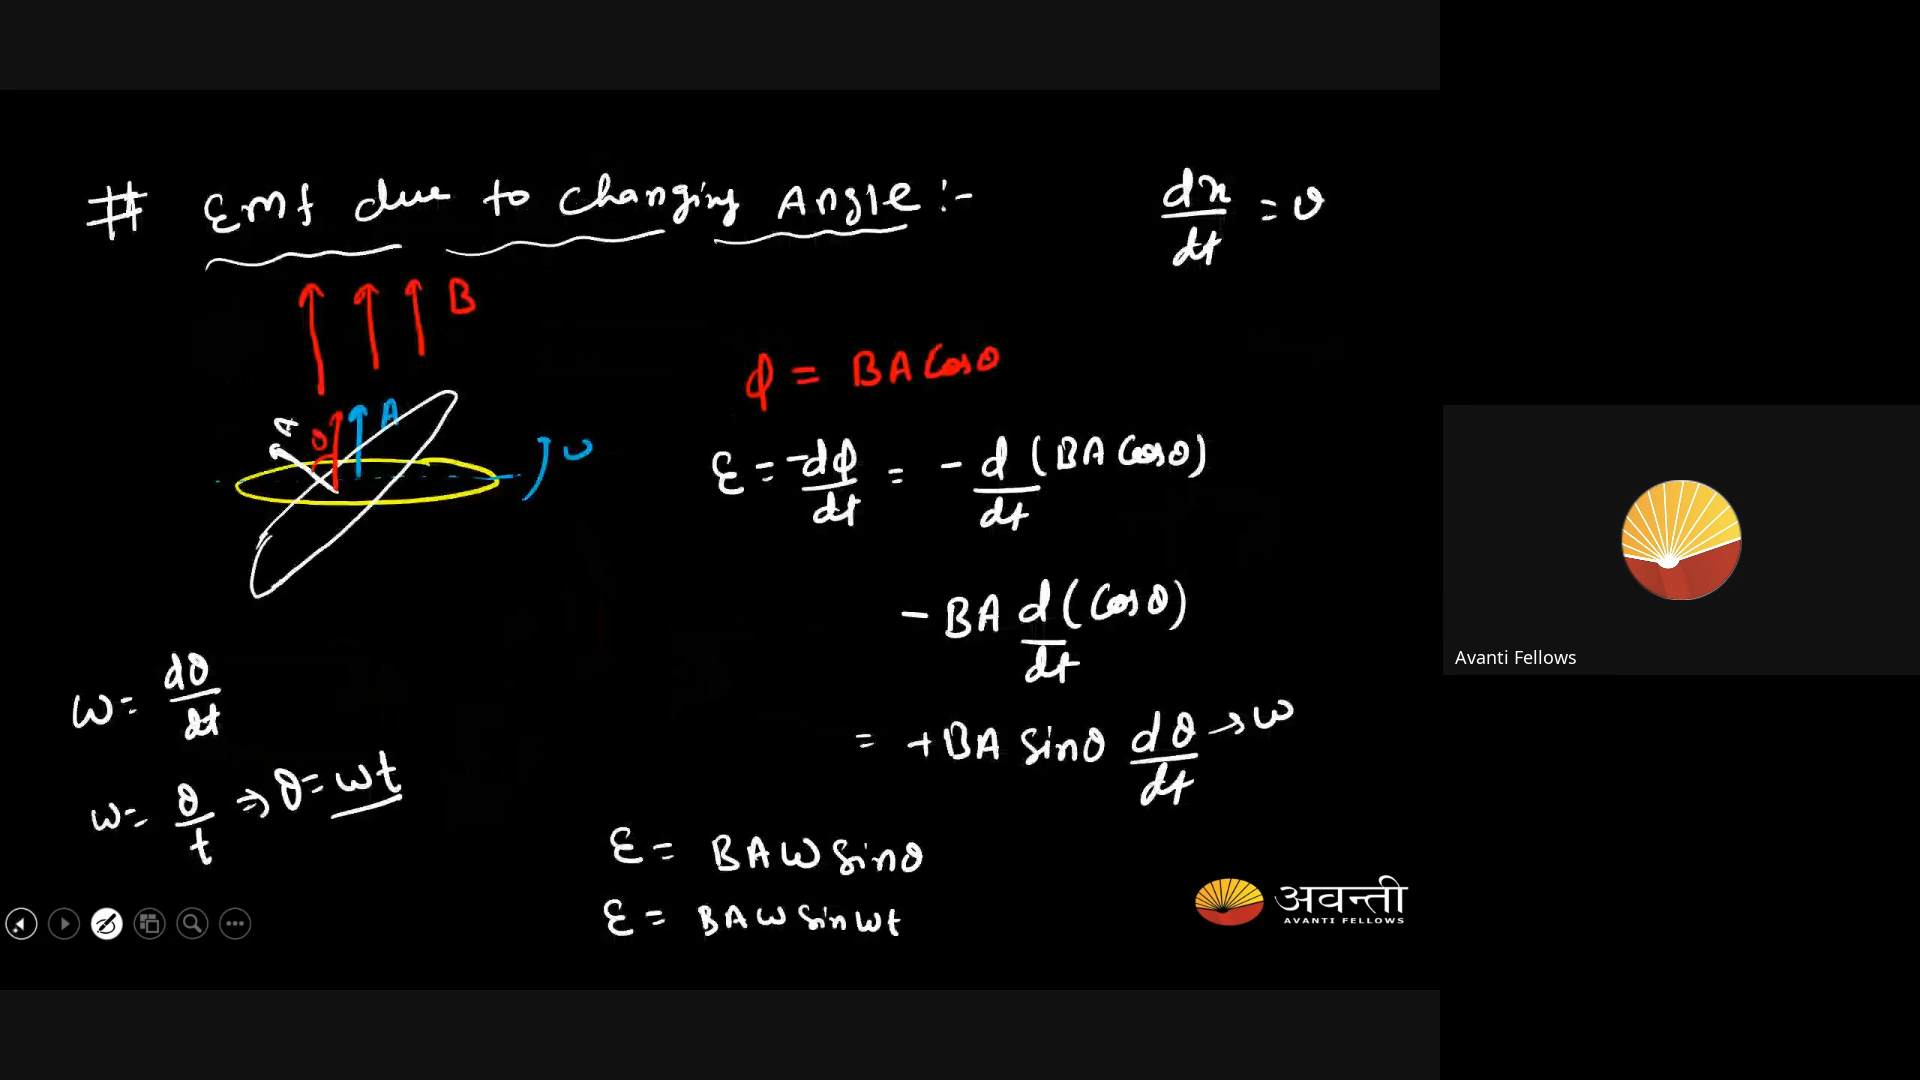 # Emf due to changing Angle :-
dx/dt = v
B
ϕ = BA Cosθ
A
θ
A
ω
ε = -dϕ/dt = - d/dt (BA Cosθ)
- BA d/dt (Cosθ)
ω = dθ/dt
= + BA Sinθ dθ/dt → ω
ω = θ/t ⇒ θ = ωt
ε = BAω Sinθ
ε = BAω Sin ωt
अवन्ती
AVANTI FELLOWS
Avanti Fellows